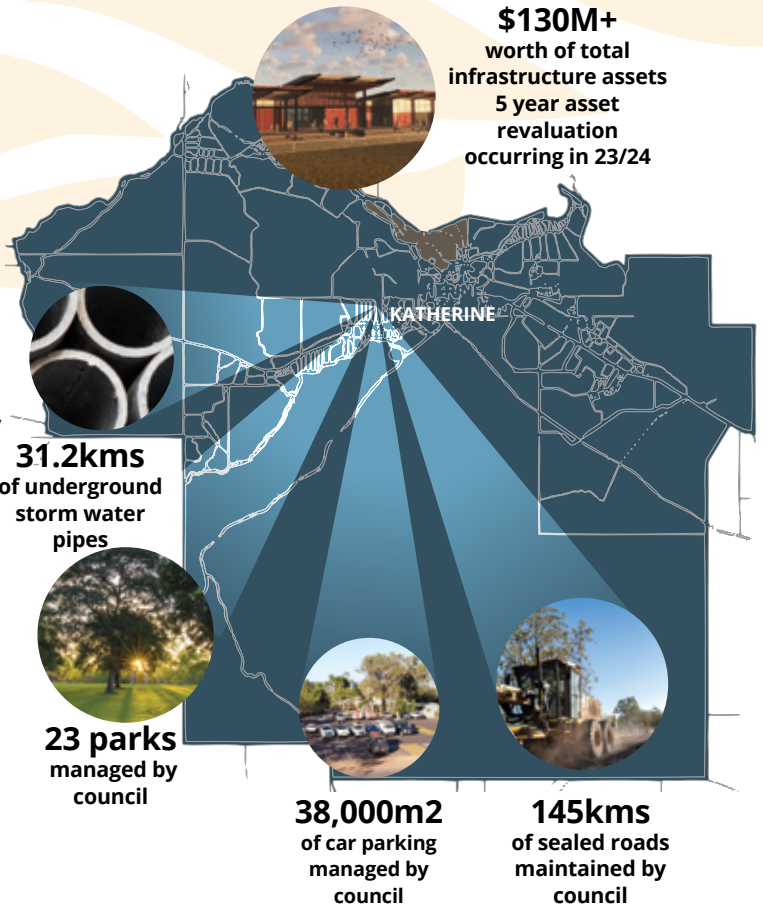 $130M+
worth of total
infrastructure assets
5 year asset
revaluation
occurring in 23/24
KATHERINE
31.2kms
of underground
storm water
pipes
23 parks
managed by
council
38,000m2
of car parking
managed by
council
145kms
of sealed roads
maintained by
council